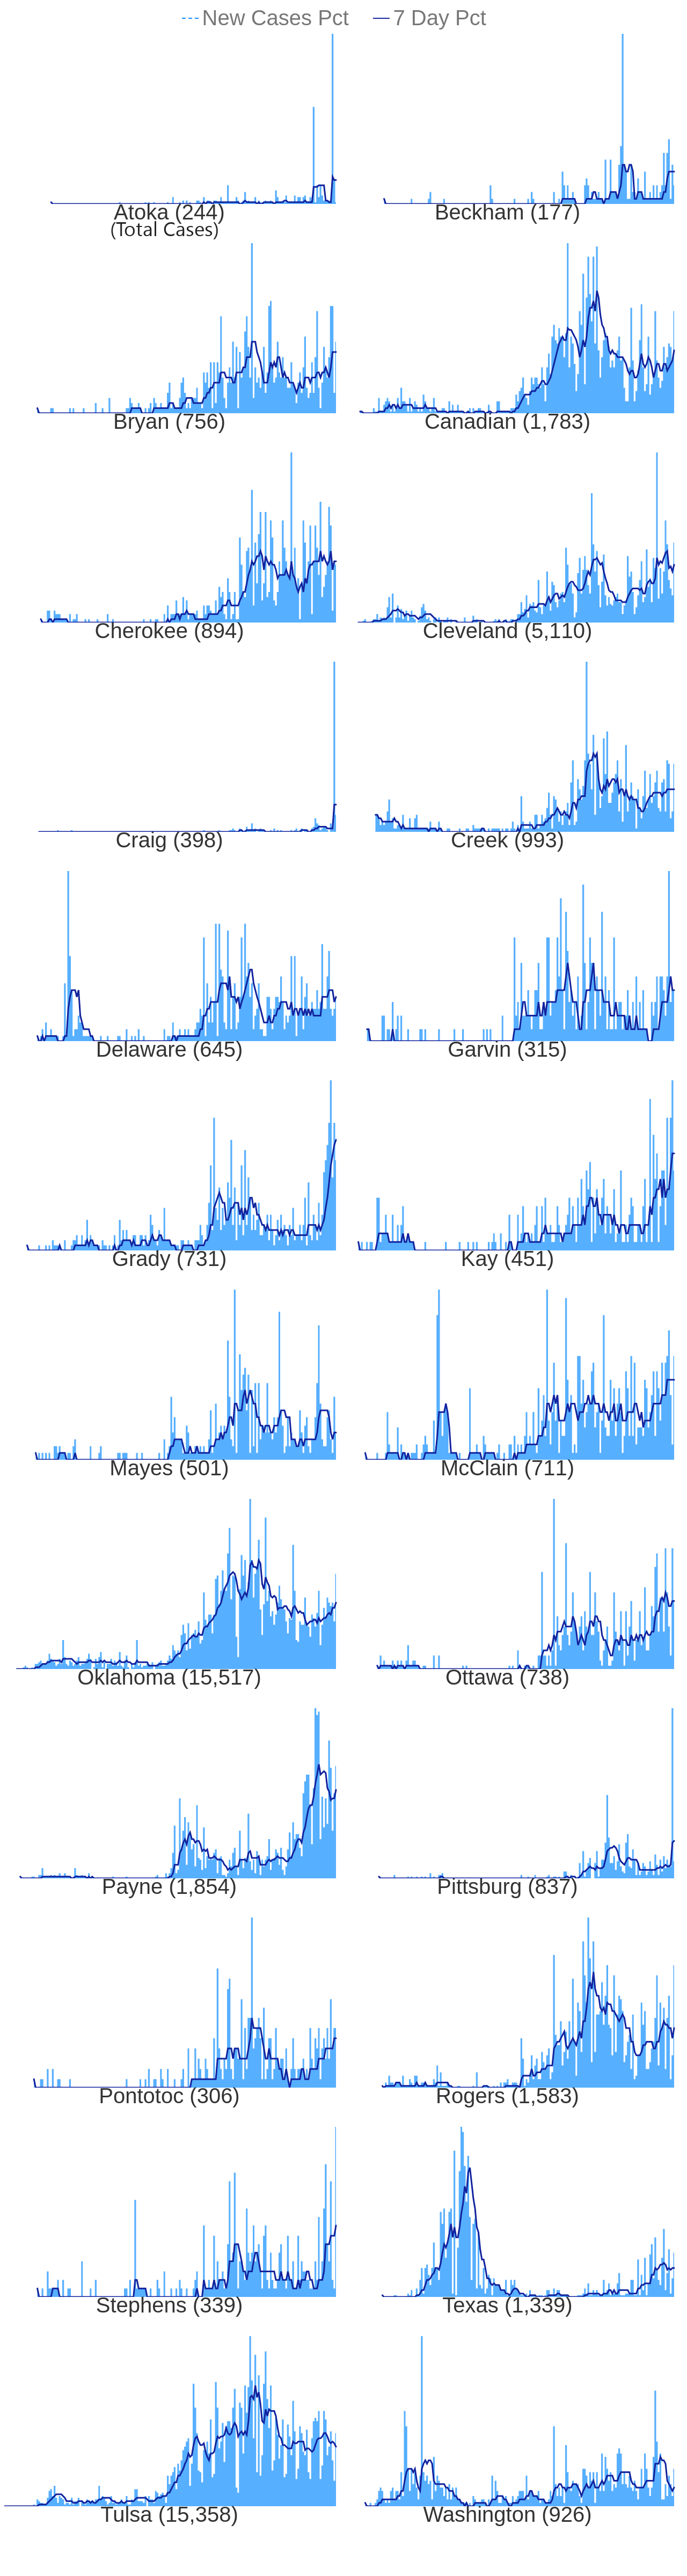 New Cases Pct 7 Day Pct
Atoka (244) Beckham (177)
(Total Cases)
Bryan (756) Canadian (1,783)
Cherokee (894) Cleveland (5,110)
Craig (398) Creek (993)
Delaware (645) Garvin (315)
Grady (731) Kay (451)
Mayes (501) McClain (711)
Oklahoma (15,517) Ottawa (738)
Payne (1,854) Pittsburg (837)
Pontotoc (306) Rogers (1,583)
Stephens (339) Texas (1,339)
Tulsa (15,358) Washington (926)